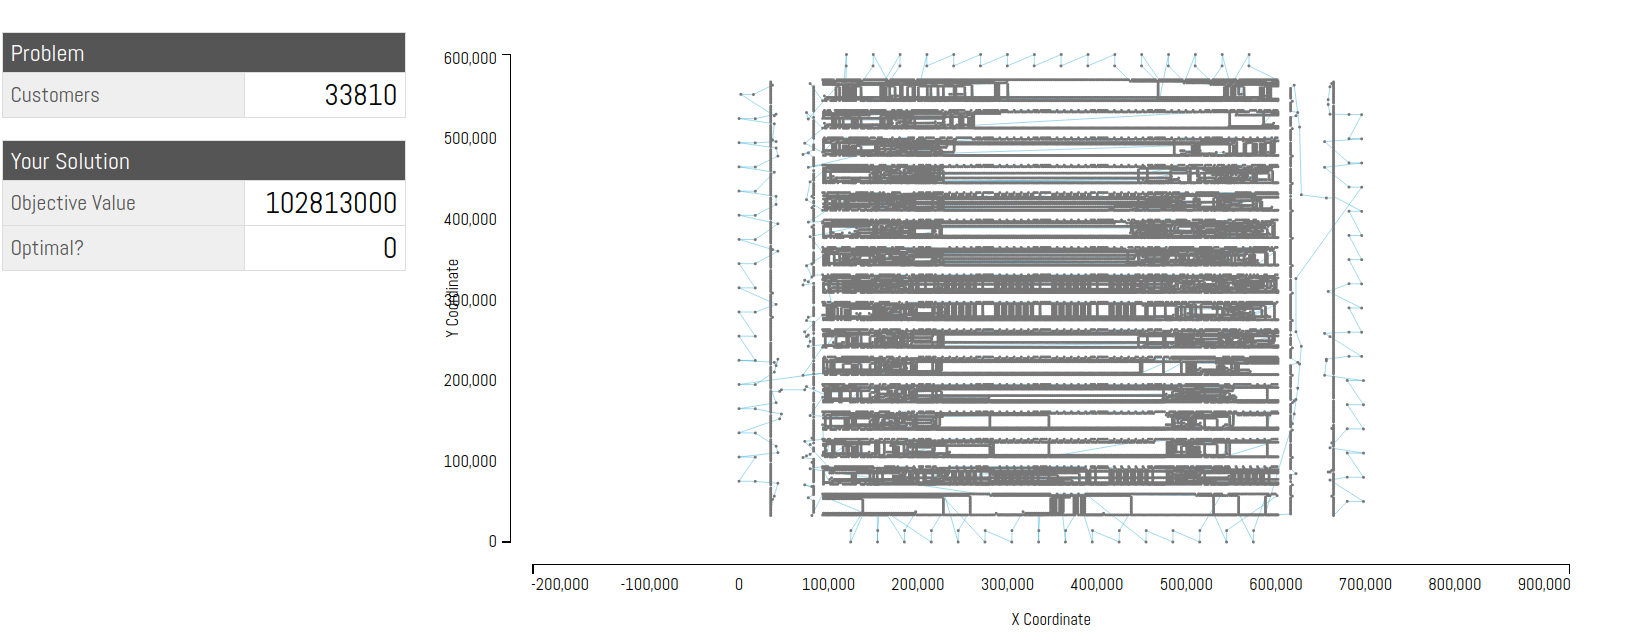 Problem
Customers 33810
Your Solution
Objective Value 102813000
Optimal? 0
600,000
500,000
400,000
300,000
200,000
100,000
0
Y Coordinate
-200,000 -100,000 0 100,000 200,000 300,000 400,000 500,000 600,000 700,000 800,000 900,000
X Coordinate